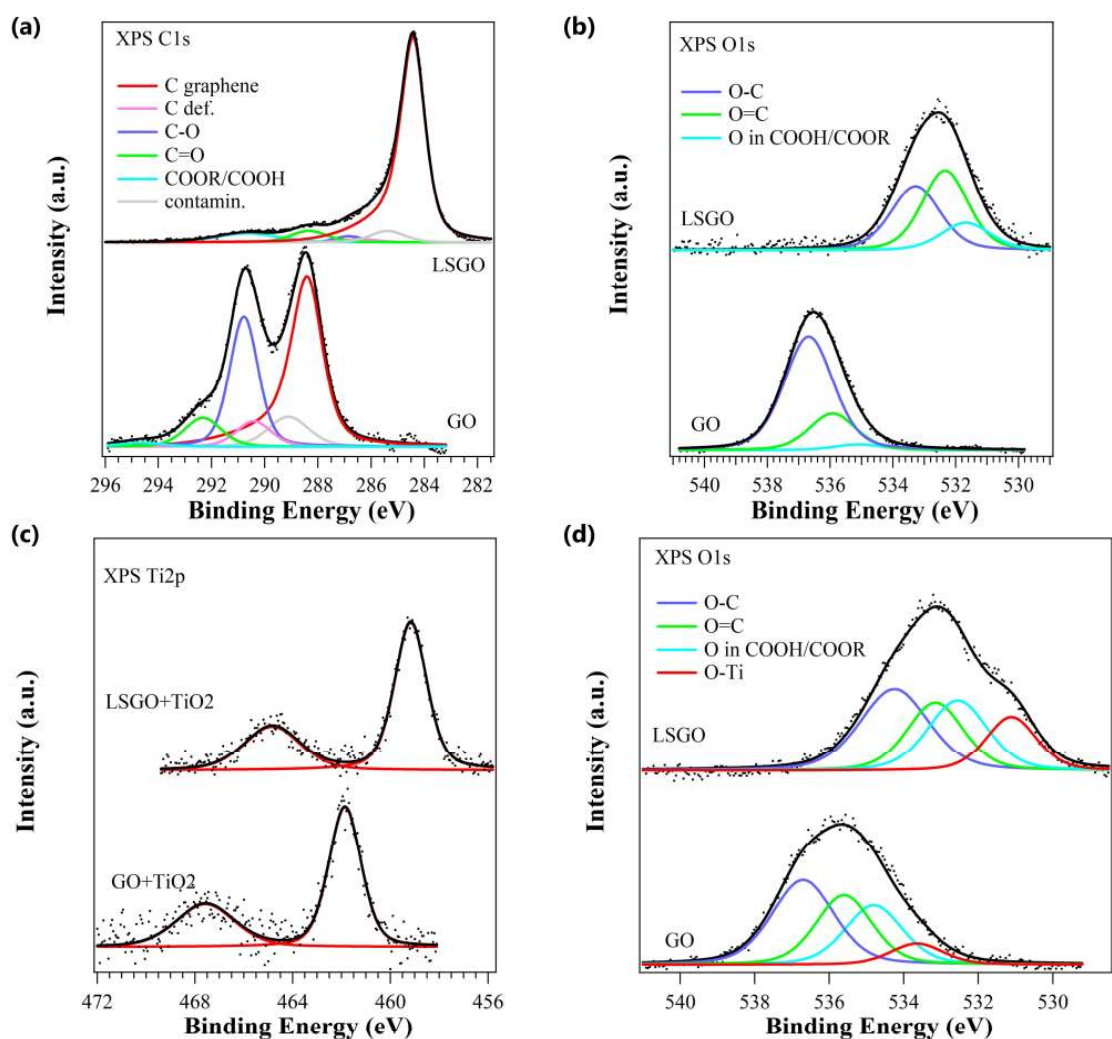 (a)
XPS C1s
C graphene
C def.
C-O
C=O
COOR/COOH
contamin.
LSGO
GO
Intensity (a.u.)
296 294 292 290 288 286 284 282
Binding Energy (eV)
(b)
XPS O1s
O-C
O=C
O in COOH/COOR
LSGO
GO
Intensity (a.u.)
540 538 536 534 532 530
Binding Energy (eV)
(c)
XPS Ti2p
LSGO+TiO2
GO+TiO2
Intensity (a.u.)
472 468 464 460 456
Binding Energy (eV)
(d)
XPS O1s
O-C
O=C
O in COOH/COOR
O-Ti
LSGO
GO
Intensity (a.u.)
540 538 536 534 532 530
Binding Energy (eV)